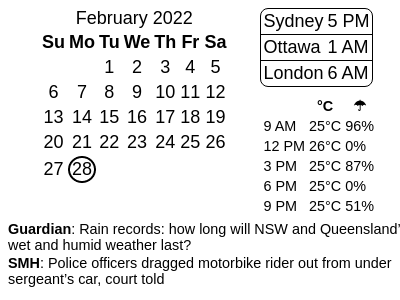 February 2022
Su Mo Tu We Th Fr Sa
1 2 3 4 5
6 7 8 9 10 11 12
13 14 15 16 17 18 19
20 21 22 23 24 25 26
27 28
Sydney 5 PM
Ottawa 1 AM
London 6 AM
°C ☂
9 AM 25°C 96%
12 PM 26°C 0%
3 PM 25°C 87%
6 PM 25°C 0%
9 PM 25°C 51%
Guardian: Rain records: how long will NSW and Queensland’
wet and humid weather last?
SMH: Police officers dragged motorbike rider out from under
sergeant’s car, court told